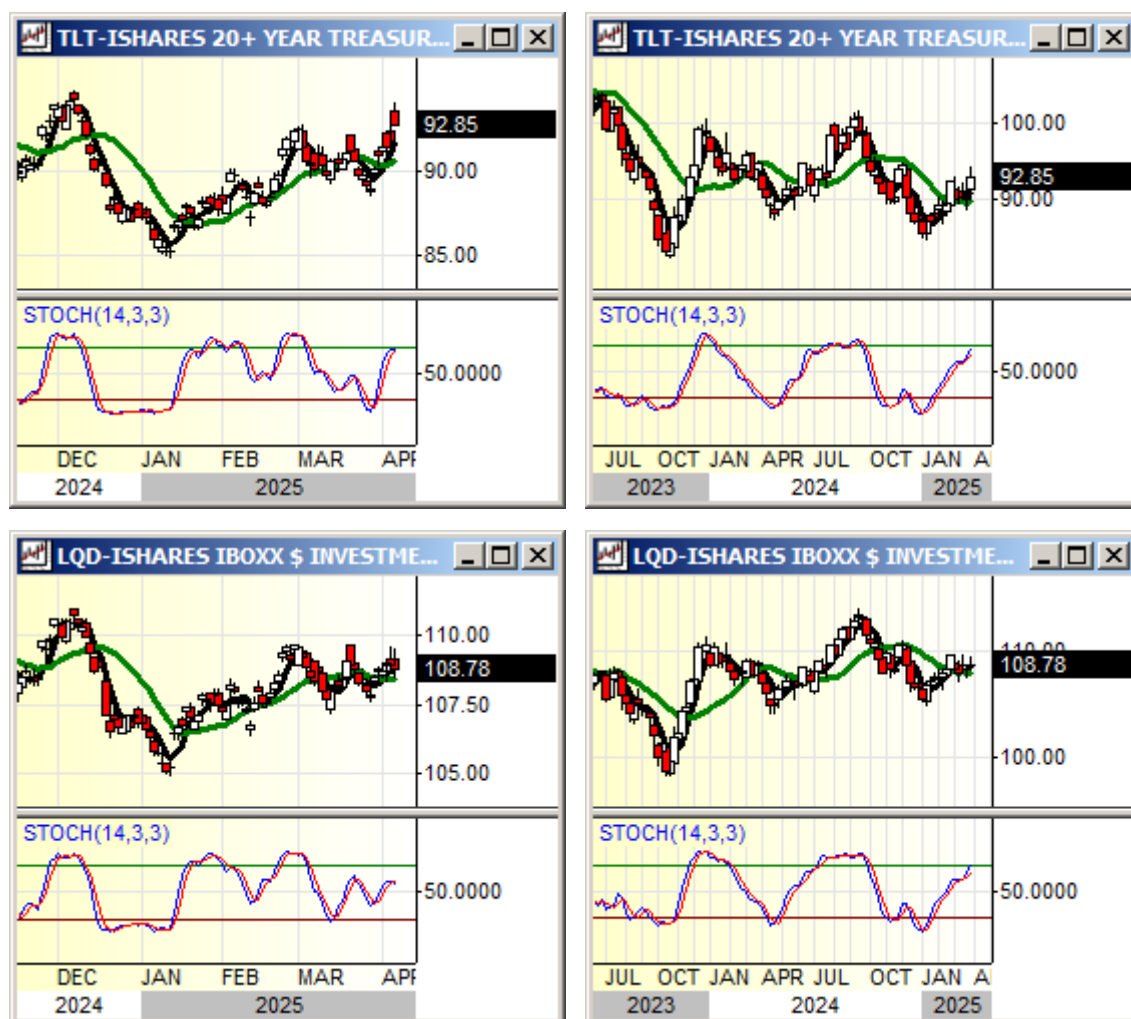 TLT-ISHARES 20+ YEAR TREASUR...
92.85
90.00
85.00
STOCH(14,3,3)
50.0000
DEC JAN FEB MAR APR
2024 2025
TLT-ISHARES 20+ YEAR TREASUR...
100.00
92.85
90.00
STOCH(14,3,3)
50.0000
JUL OCT JAN APR JUL OCT JAN A
2023 2024 2025
LQD-ISHARES IBOXX $ INVESTME...
110.00
108.78
107.50
105.00
STOCH(14,3,3)
50.0000
DEC JAN FEB MAR APR
2024 2025
LQD-ISHARES IBOXX $ INVESTME...
110.00
108.78
100.00
STOCH(14,3,3)
50.0000
JUL OCT JAN APR JUL OCT JAN A
2023 2024 2025